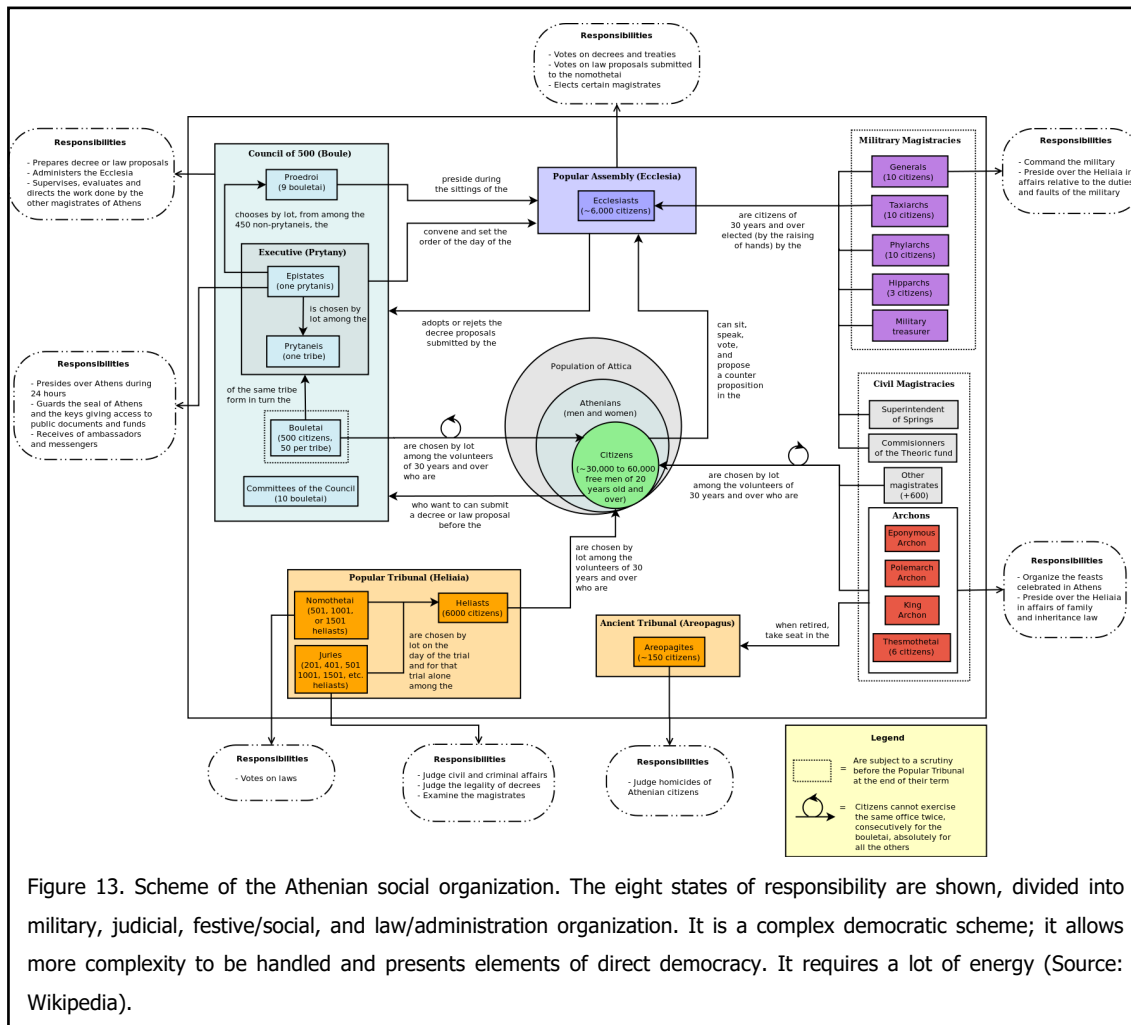 Responsibilities
- Votes on decrees and treaties
- Votes on law proposals submitted
to the nomothetai
- Elects certain magistrates
Responsibilities
- Prepares decree or law proposals
- Administers the Ecclesia
- Supervises, evaluates and
directs the work done by the
other magistrates of Athens
Council of 500 (Boule)
Proedroi
(9 bouletai)
chooses by lot, from among the
450 non-prytaneis, the
Executive (Prytany)
Epistates
(one prytanis)
is chosen by
lot among the
Prytaneis
(one tribe)
of the same tribe
form in turn the
Bouletai
(500 citizens,
50 per tribe)
Committees of the Council
(10 bouletai)
preside during
the sittings of the
convene and set the
order of the day of the
Popular Assembly (Ecclesia)
Ecclesiasts
(~6,000 citizens)
adopts or rejets the
decree proposals
submitted by the
are citizens of
30 years and over
elected (by the raising
of hands) by the
Military Magistracies
Generals
(10 citizens)
Taxiarchs
(10 citizens)
Phylarchs
(10 citizens)
Hipparchs
(3 citizens)
Military
treasurer
Responsibilities
- Command the military
- Preside over the Heliaia in
affairs relative to the duties
and faults of the military
can sit,
speak,
vote,
and
propose
a counter
proposition
in the
Responsibilities
- Presides over Athens during
24 hours
- Guards the seal of Athens
and the keys giving access to
public documents and funds
- Receives of ambassadors
and messengers
Population of Attica
Athenians
(men and women)
Citizens
(~30,000 to 60,000
free men of 20
years old and
over)
are chosen by lot
among the volunteers
of 30 years and over
who are
who want to can submit
a decree or law proposal
before the
are chosen by lot
among the volunteers of
30 years and over who are
Civil Magistracies
Superintendent
of Springs
Commisionners
of the Theoric fund
Other
magistrates
(+600)
Archons
Eponymous
Archon
Polemarch
Archon
King
Archon
Thesmothetai
(6 citizens)
Responsibilities
- Organize the feasts
celebrated in Athens
- Preside over the Heliaia
in affairs of family
and inheritance law
are chosen by
lot among the
volunteers of 30
years and over
who are
Popular Tribunal (Heliaia)
Nomothetai
(501, 1001,
or 1501
heliasts)
Heliasts
(6000 citizens)
Juries
(201, 401, 501
1001, 1501, etc.
heliasts)
are chosen by
lot on the
day of the trial
and for that
trial alone
among the
Ancient Tribunal (Areopagus)
Areopagites
(~150 citizens)
when retired,
take seat in the
Responsibilities
- Votes on laws
Responsibilities
- Judge civil and criminal affairs
- Judge the legality of decrees
- Examine the magistrates
Responsibilities
- Judge homicides of
Athenian citizens
Legend
= Are subject to a scrutiny
before the Popular Tribunal
at the end of their term
= Citizens cannot exercise
the same office twice,
consecutively for the
bouletai, absolutely for
all the others
Figure 13. Scheme of the Athenian social organization. The eight states of responsibility are shown, divided into
military, judicial, festive/social, and law/administration organization. It is a complex democratic scheme; it allows
more complexity to be handled and presents elements of direct democracy. It requires a lot of energy (Source:
Wikipedia).